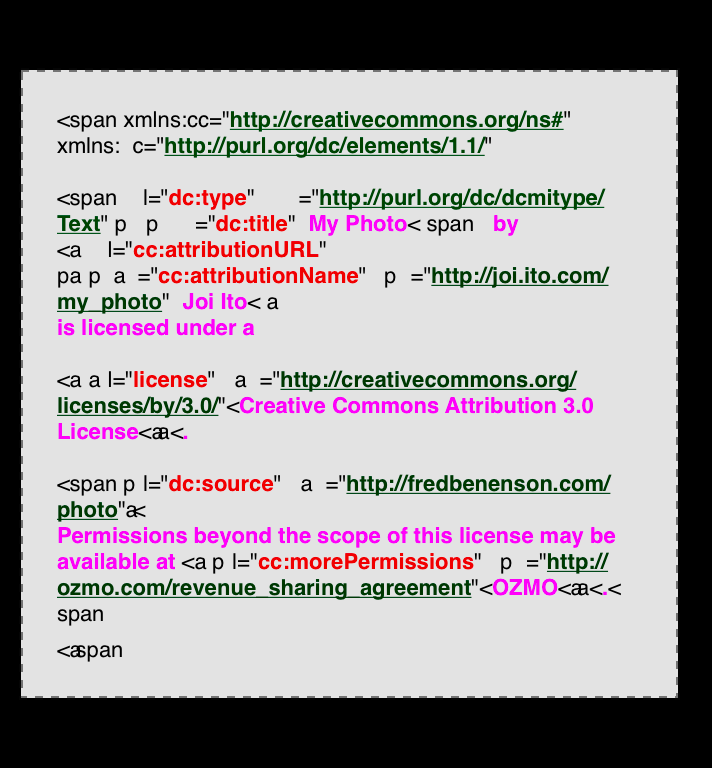 <span xmlns:cc="http://creativecommons.org/ns#"
xmlns: c="http://purl.org/dc/elements/1.1/"
<span l="dc:type" ="http://purl.org/dc/dcmitype/
Text" p p ="dc:title" My Photo< span by
<a l="cc:attributionURL"
pa p a ="cc:attributionName" p ="http://joi.ito.com/
my_photo" Joi Ito< a
is licensed under a
<a a l="license" a ="http://creativecommons.org/
licenses/by/3.0/"<Creative Commons Attribution 3.0
License<aa<.
<span p l="dc:source" a ="http://fredbenenson.com/
photo"a<
Permissions beyond the scope of this license may be
available at <a p l="cc:morePermissions" p ="http://
ozmo.com/revenue_sharing_agreement"<OZMO<aa<.<
span
<aspan